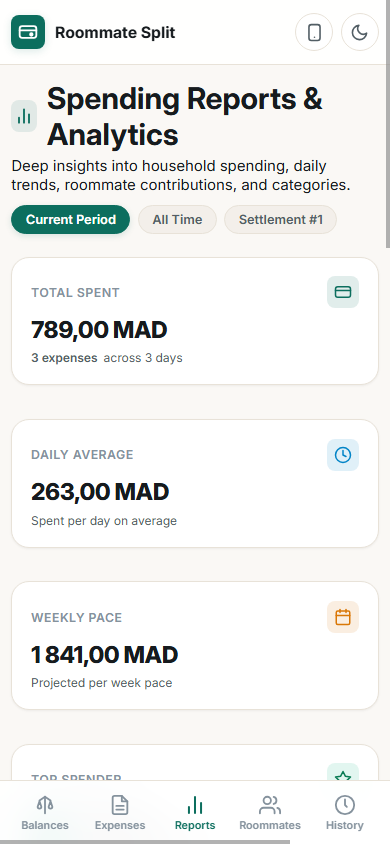 Roommate Split
Spending Reports &
Analytics
Deep insights into household spending, daily
trends, roommate contributions, and categories.
Current Period
All Time
Settlement #1
TOTAL SPENT
789,00 MAD
3 expenses across 3 days
DAILY AVERAGE
263,00 MAD
Spent per day on average
WEEKLY PACE
1 841,00 MAD
Projected per week pace
TOP SPENDER
Balances
Expenses
Reports
Roommates
History